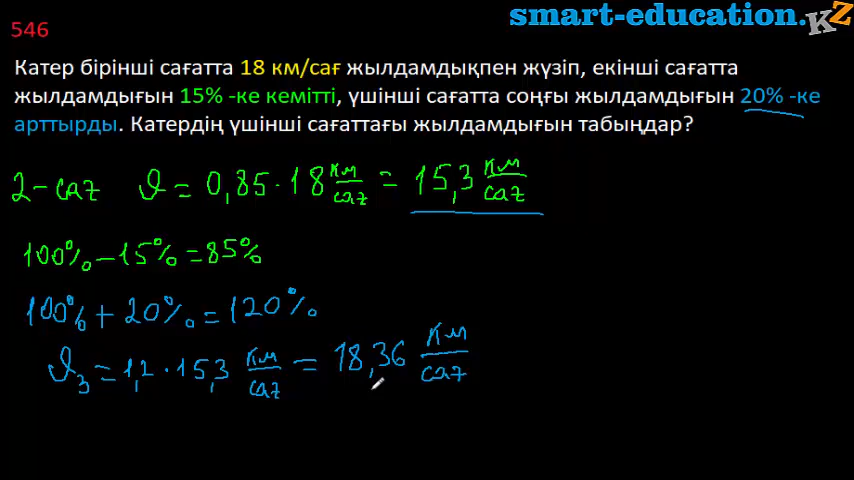 smart-education.KZ
546
Катер бірінші сағатта 18 км/сағ жылдамдықпен жүзіп, екінші сағатта
жылдамдығын 15% -ке кемітті, үшінші сағатта соңғы жылдамдығын 20% -ке
арттырды. Катердің үшінші сағаттағы жылдамдығын табыңдар?
2-сағ ϑ = 0,85 · 18 км/сағ = 15,3 км/сағ
100% - 15% = 85%
100% + 20% = 120%
ϑ₃ = 1,2 · 15,3 км/сағ = 18,36 км/сағ